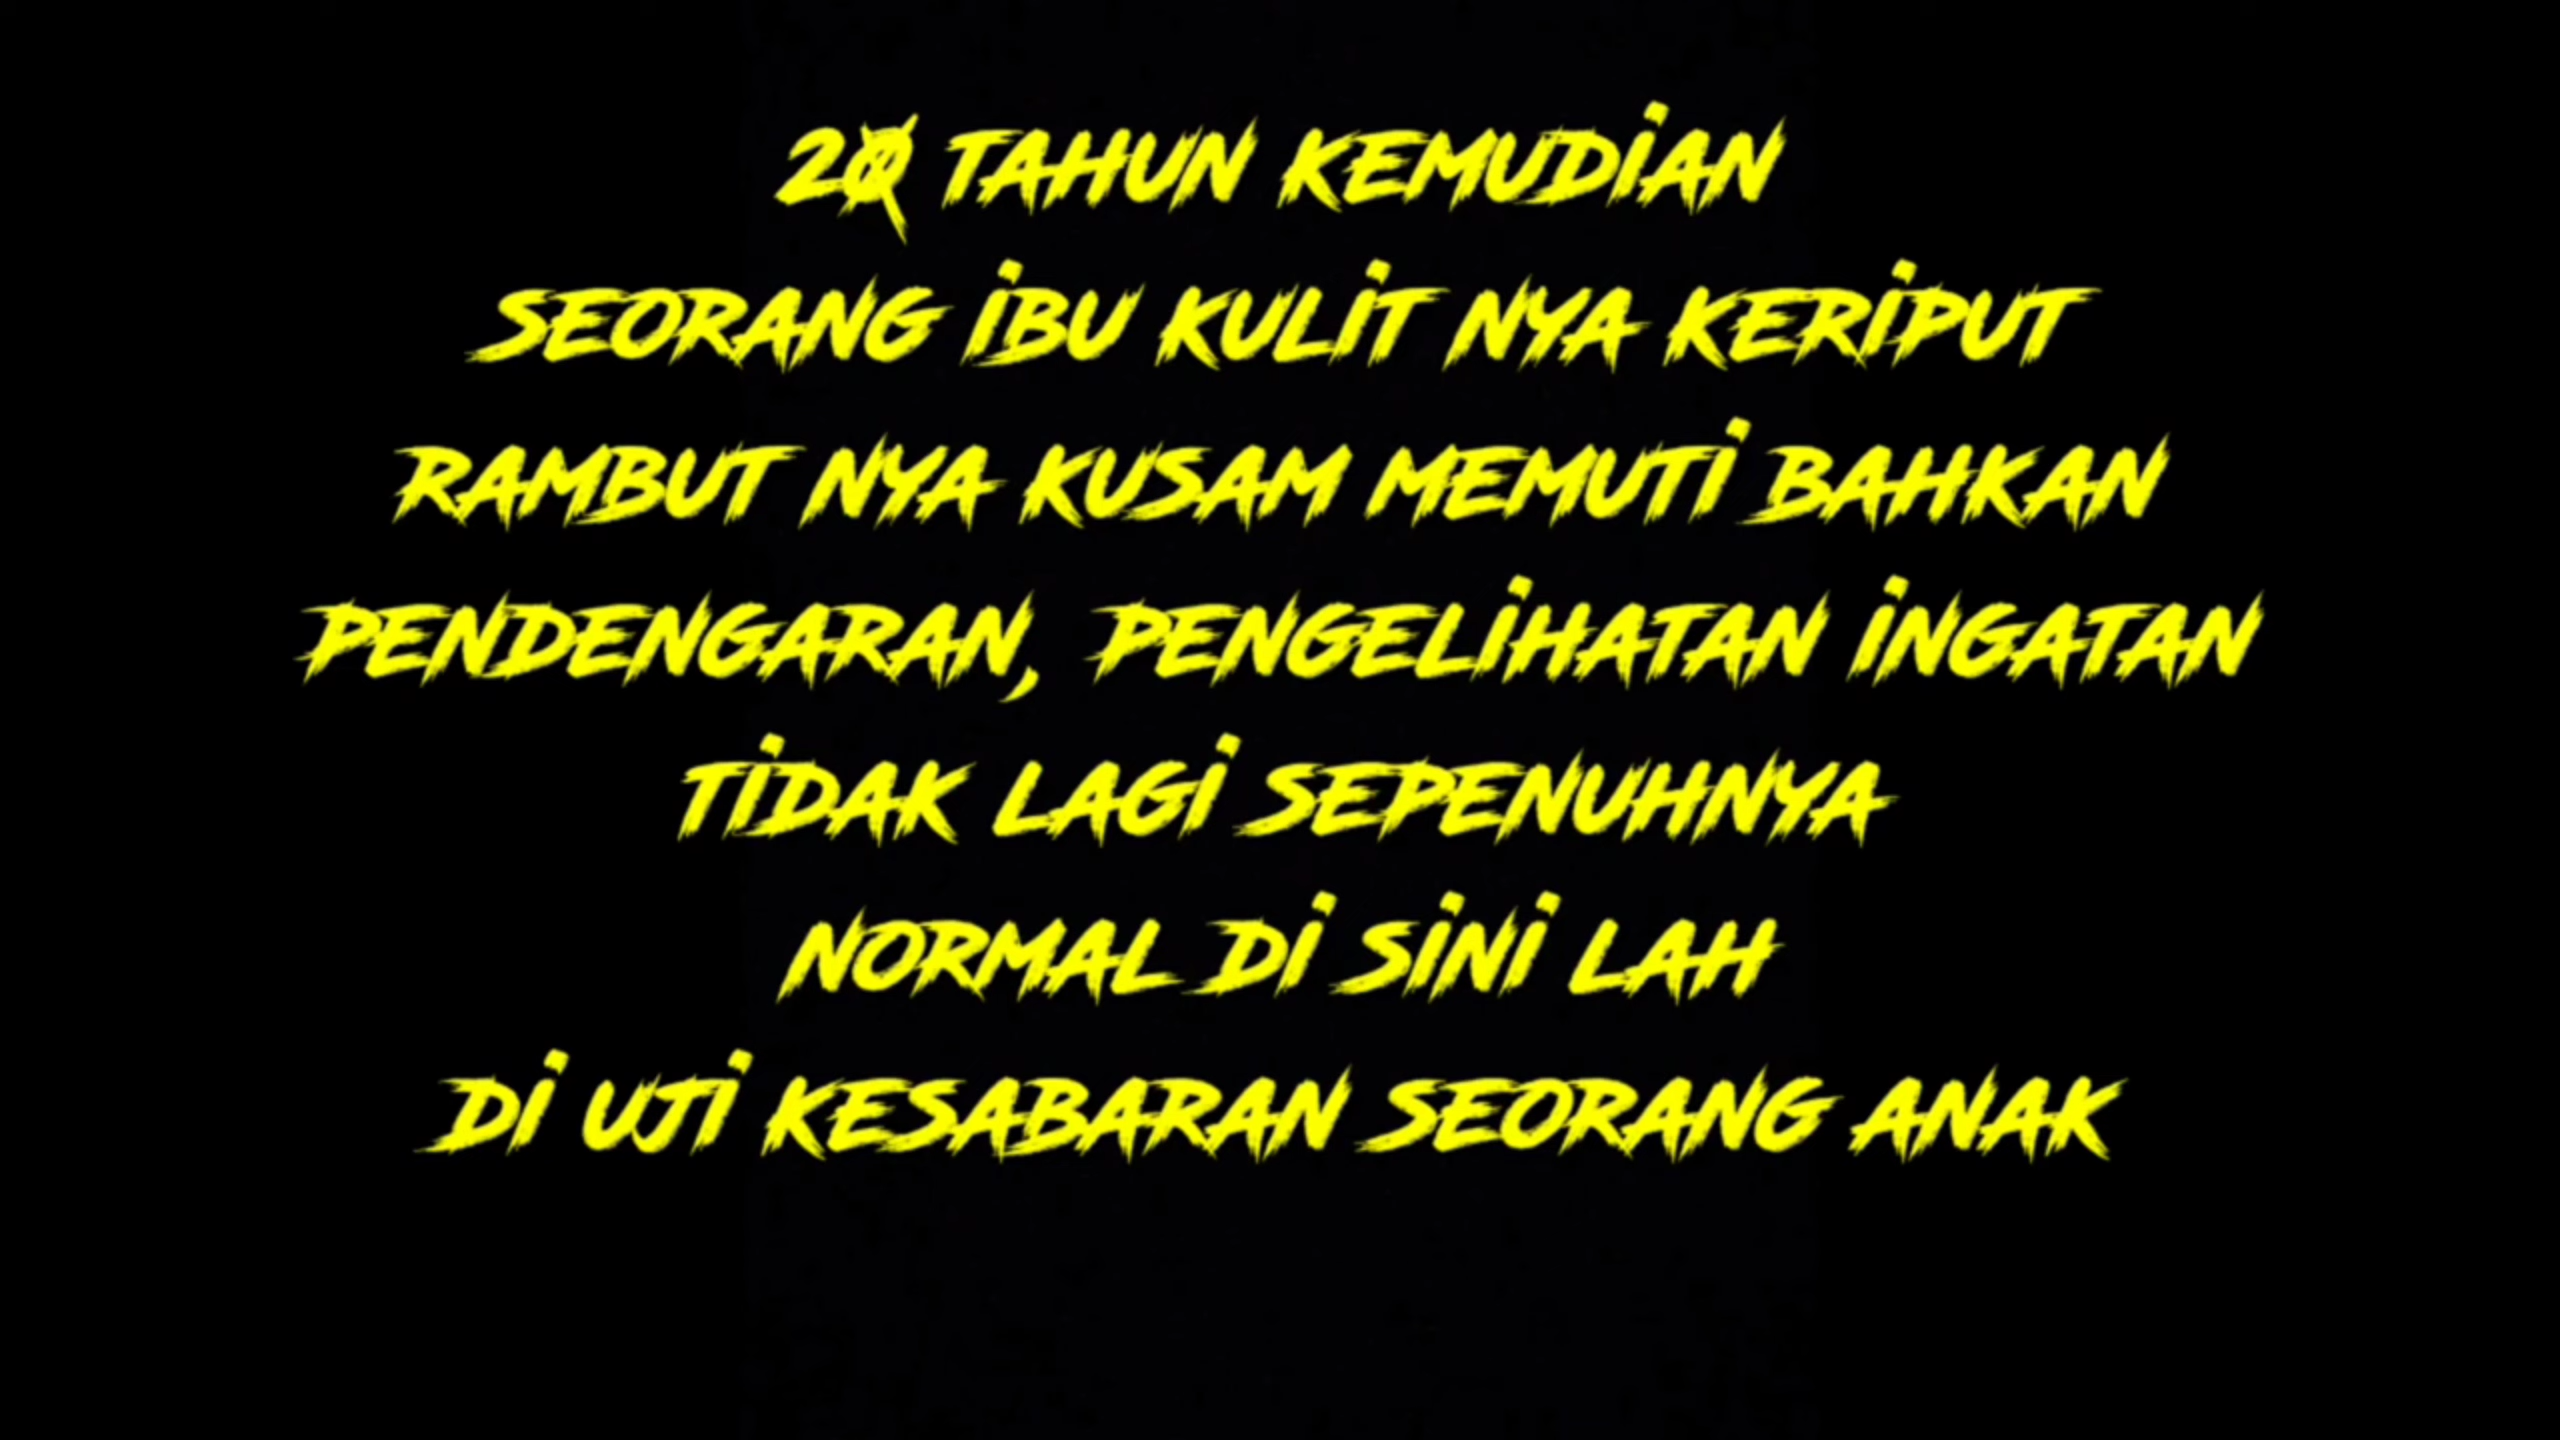 20 TAHUN KEMUDIAN
SEORANG IBU KULIT NYA KERIPUT
RAMBUT NYA KUSAM MEMUTI BAHKAN
PENDENGARAN, PENGELIHATAN INGATAN
TIDAK LAGI SEPENUHNYA
NORMAL DI SINI LAH
DI UJI KESABARAN SEORANG ANAK